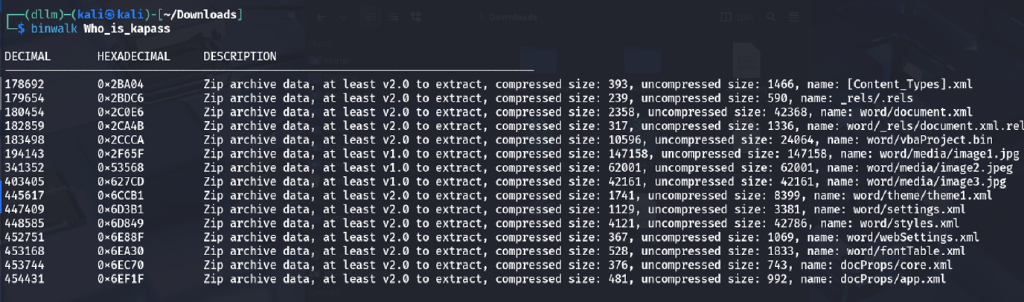 ┌──(dllm)─(kali㉿kali)-[~/Downloads]
└─$ binwalk Who_is_kapass
DECIMAL HEXADECIMAL DESCRIPTION
178692 0×2BA04 Zip archive data, at least v2.0 to extract, compressed size: 393, uncompressed size: 1466, name: [Content_Types].xml
179654 0×2BDC6 Zip archive data, at least v2.0 to extract, compressed size: 239, uncompressed size: 590, name: _rels/.rels
180454 0×2C0E6 Zip archive data, at least v2.0 to extract, compressed size: 2358, uncompressed size: 42368, name: word/document.xml
182859 0×2CA4B Zip archive data, at least v2.0 to extract, compressed size: 317, uncompressed size: 1336, name: word/_rels/document.xml.rel
183498 0×2CCCA Zip archive data, at least v2.0 to extract, compressed size: 10596, uncompressed size: 24064, name: word/vbaProject.bin
194143 0×2F65F Zip archive data, at least v1.0 to extract, compressed size: 147158, uncompressed size: 147158, name: word/media/image1.jpg
341352 0×53568 Zip archive data, at least v1.0 to extract, compressed size: 62001, uncompressed size: 62001, name: word/media/image2.jpeg
403405 0×627CD Zip archive data, at least v1.0 to extract, compressed size: 42161, uncompressed size: 42161, name: word/media/image3.jpg
445617 0×6CCB1 Zip archive data, at least v2.0 to extract, compressed size: 1741, uncompressed size: 8399, name: word/theme/theme1.xml
447409 0×6D3B1 Zip archive data, at least v2.0 to extract, compressed size: 1129, uncompressed size: 3381, name: word/settings.xml
448585 0×6D849 Zip archive data, at least v2.0 to extract, compressed size: 4121, uncompressed size: 42786, name: word/styles.xml
452751 0×6E88F Zip archive data, at least v2.0 to extract, compressed size: 367, uncompressed size: 1069, name: word/webSettings.xml
453168 0×6EA30 Zip archive data, at least v2.0 to extract, compressed size: 528, uncompressed size: 1833, name: word/fontTable.xml
453744 0×6EC70 Zip archive data, at least v2.0 to extract, compressed size: 376, uncompressed size: 743, name: docProps/core.xml
454431 0×6EF1F Zip archive data, at least v2.0 to extract, compressed size: 481, uncompressed size: 992, name: docProps/app.xml